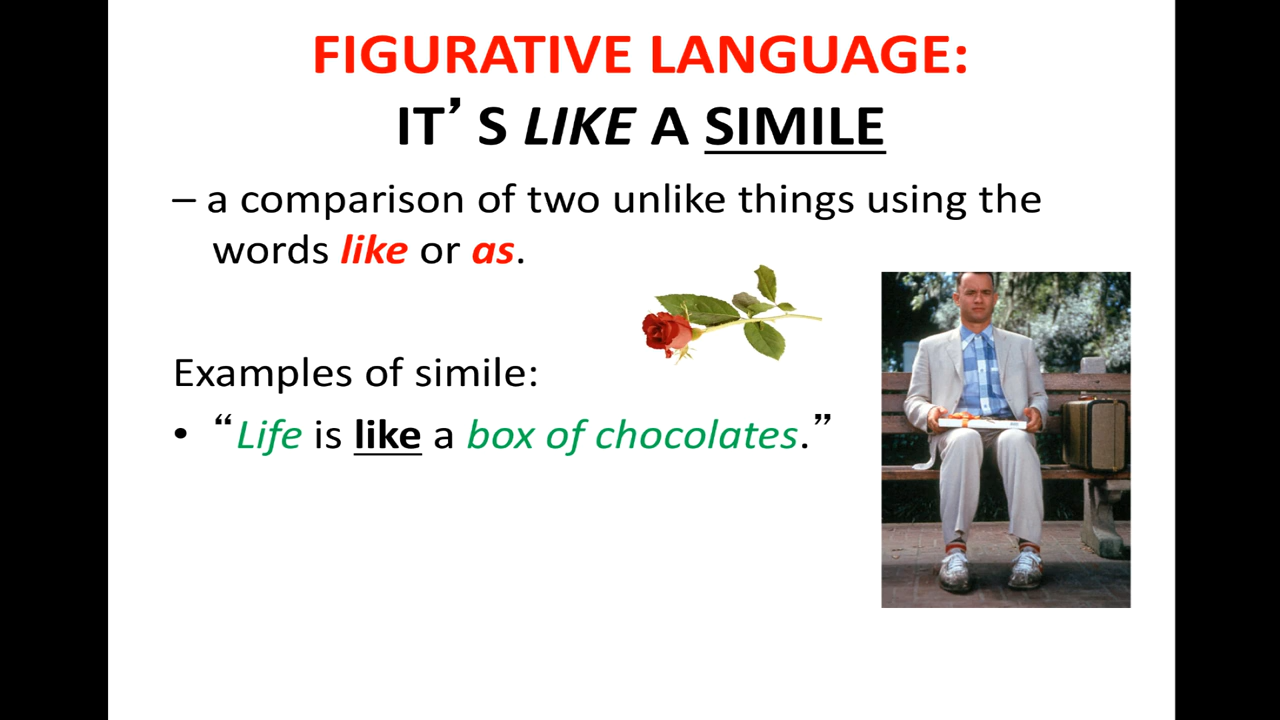 FIGURATIVE LANGUAGE:
IT’S LIKE A SIMILE
– a comparison of two unlike things using the
words like or as.
Examples of simile:
• “Life is like a box of chocolates.”